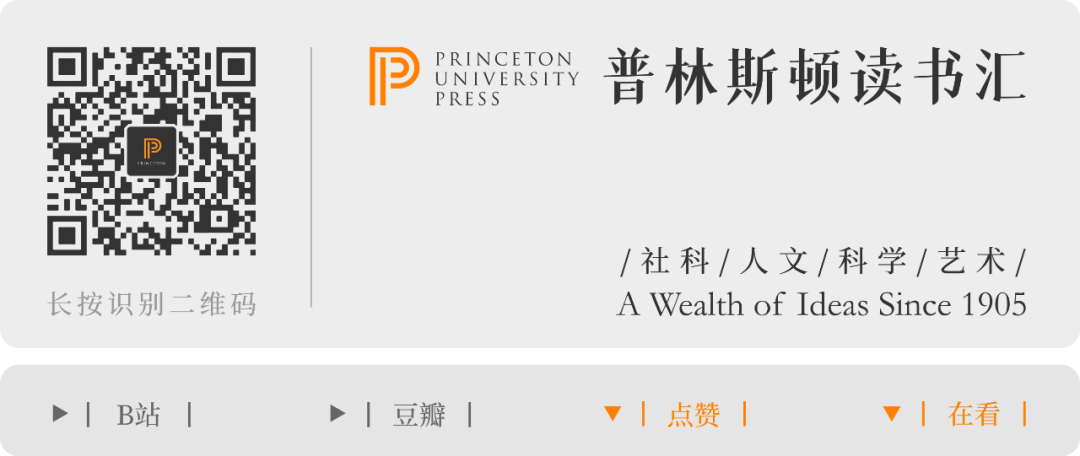 PRINCETON
UNIVERSITY
PRESS
普林斯顿读书汇
/社科/人文/科学/艺术/
A Wealth of Ideas Since 1905
长按识别二维码
PRINCETON
B站
豆瓣
点赞
在看